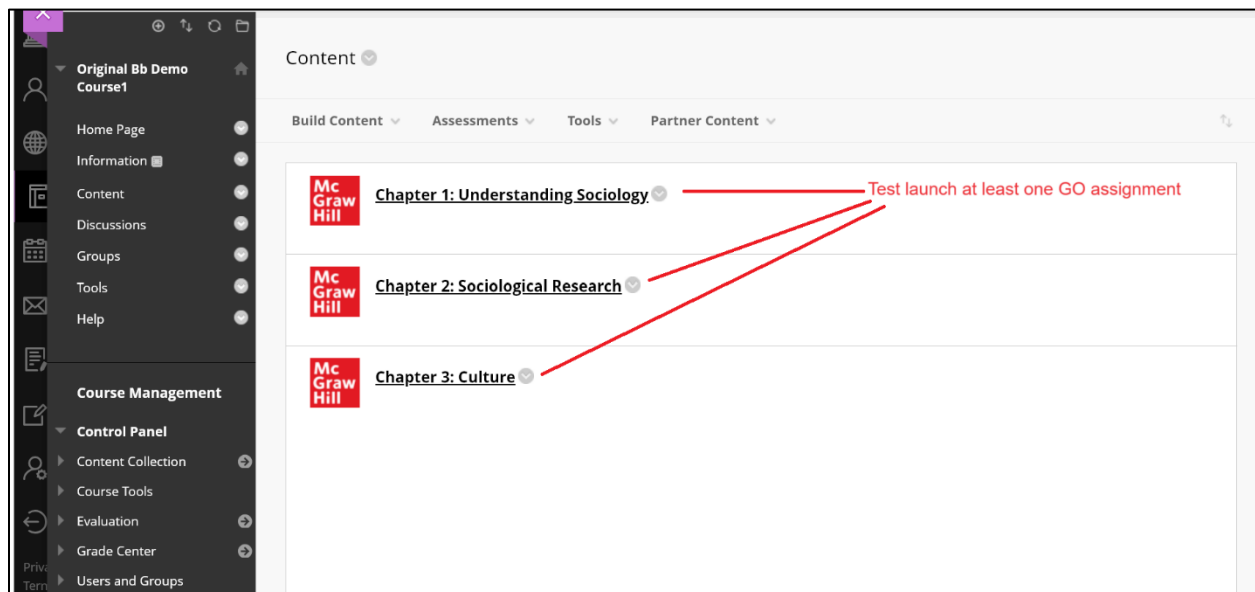 Original Bb Demo
Course1
Home Page
Information
Content
Discussions
Groups
Tools
Help
Course Management
Control Panel
Content Collection
Course Tools
Evaluation
Grade Center
Users and Groups
Priva
Term
Content
Build Content Assessments Tools Partner Content
Mc
Graw
Hill
Chapter 1: Understanding Sociology
Test launch at least one GO assignment
Mc
Graw
Hill
Chapter 2: Sociological Research
Mc
Graw
Hill
Chapter 3: Culture